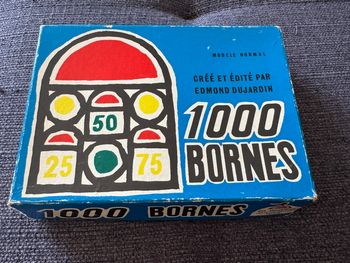 MODÈLE NORMAL
CRÉÉ ET ÉDITÉ PAR
EDMOND DUJARDIN
50
25
75
1000
BORNES
1000 BORNES